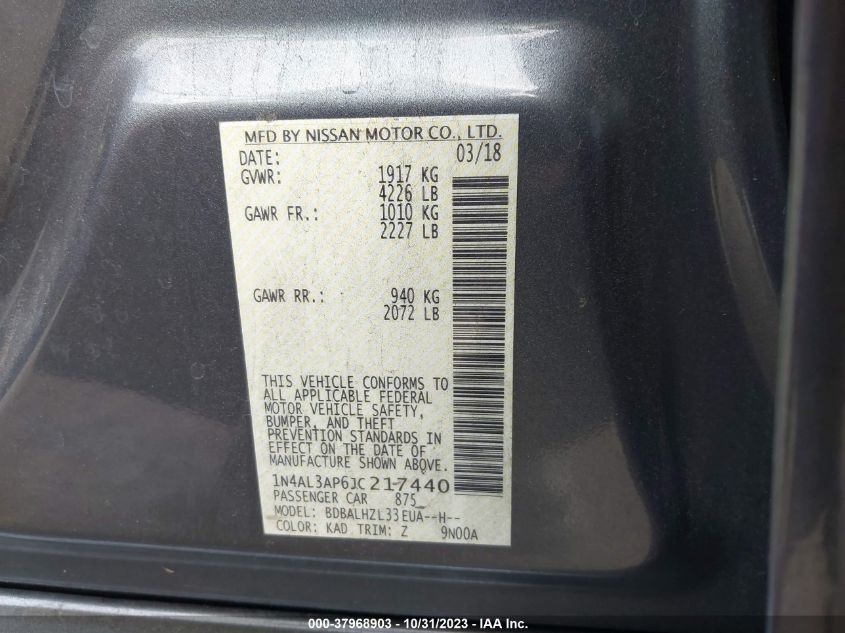 MFD BY NISSAN MOTOR CO., LTD.
DATE: 03/18
GVWR: 1917 KG
4226 LB
GAWR FR.: 1010 KG
2227 LB
GAWR RR.: 940 KG
2072 LB
THIS VEHICLE CONFORMS TO
ALL APPLICABLE FEDERAL
MOTOR VEHICLE SAFETY,
BUMPER, AND THEFT
PREVENTION STANDARDS IN
EFFECT ON THE DATE OF
MANUFACTURE SHOWN ABOVE.
1N4AL3AP6JC217440
PASSENGER CAR 875
MODEL: BDBALHZL33EUA--H--
COLOR: KAD TRIM: Z 9N00A
000-37968903 - 10/31/2023 - IAA Inc.